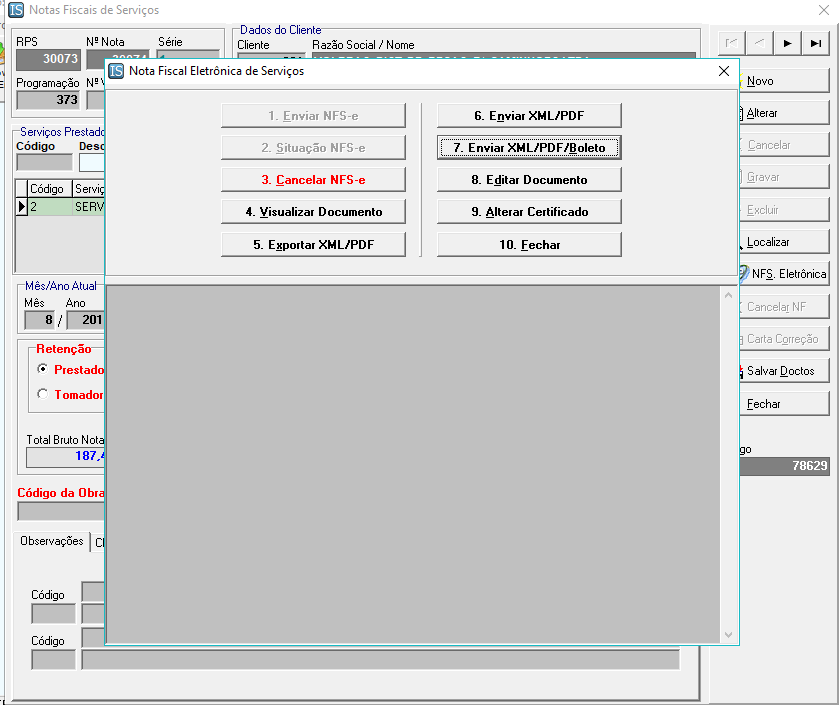 IS Notas Fiscais de Serviços
Dados do Cliente
RPS Nº Nota Série Cliente Razão Social / Nome
30073
IS Nota Fiscal Eletrônica de Serviços
Programação Nº
373
Serviços Prestad
Código Desc
Código Serviç
2 SERV
Mês/Ano Atual
Mês Ano
8 / 201
Retenção
Prestado
Tomador
Total Bruto Nota
187,4
Código da Obra
Observações
Código
Código
1. Enviar NFS-e
2. Situação NFS-e
3. Cancelar NFS-e
4. Visualizar Documento
5. Exportar XML/PDF
6. Enviar XML/PDF
7. Enviar XML/PDF/Boleto
8. Editar Documento
9. Alterar Certificado
10. Fechar
Novo
Alterar
Cancelar
Gravar
Excluir
Localizar
NFS. Eletrônica
Cancelar NF
Carta Correção
Salvar Doctos
Fechar
go
78629